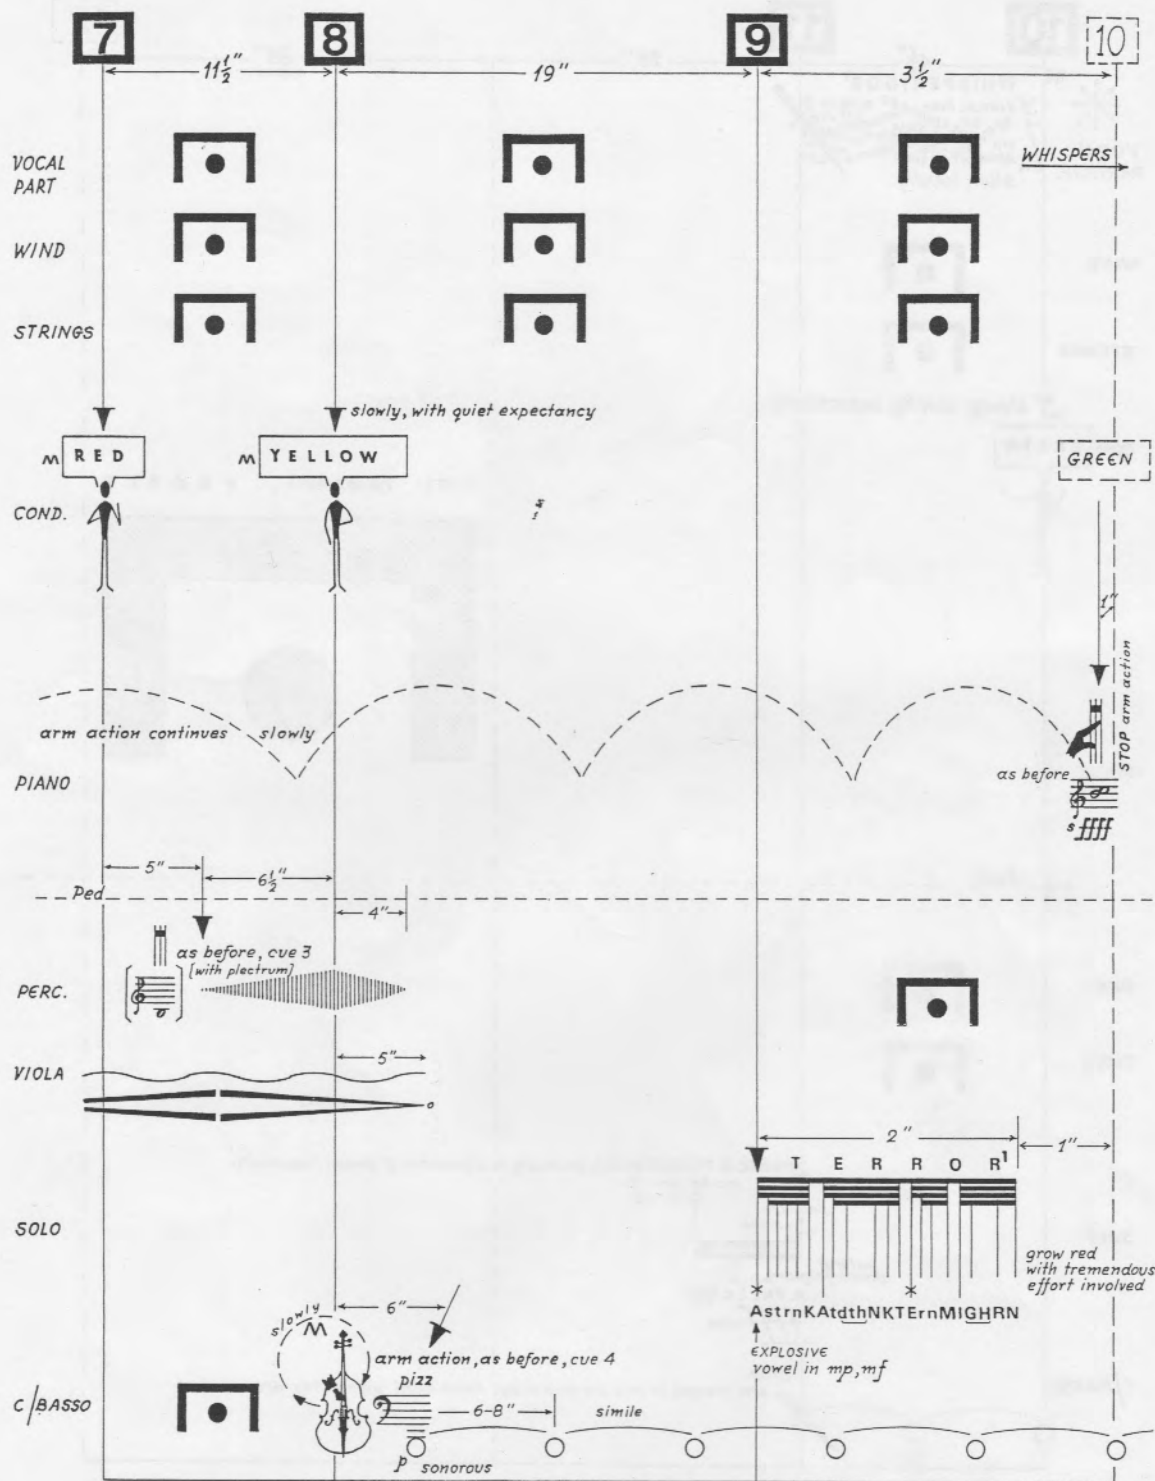 7 8 9 10
11½" 19" 3½"
VOCAL PART
WHISPERS
WIND
STRINGS
slowly, with quiet expectancy
RED
YELLOW
GREEN
COND.
1"
STOP arm action
arm action continues slowly
PIANO
as before
sffff
5"
6½"
Ped
4"
as before, cue 3
[with plectrum]
PERC.
5"
VIOLA
2"
1"
TERROR¹
SOLO
grow red
with tremendous
effort involved
* *
AstrnKAtdthNKTErnMIGHRN
EXPLOSIVE
vowel in mp, mf
slowly
6"
arm action, as before, cue 4
pizz
C/BASSO
6-8"
simile
p sonorous